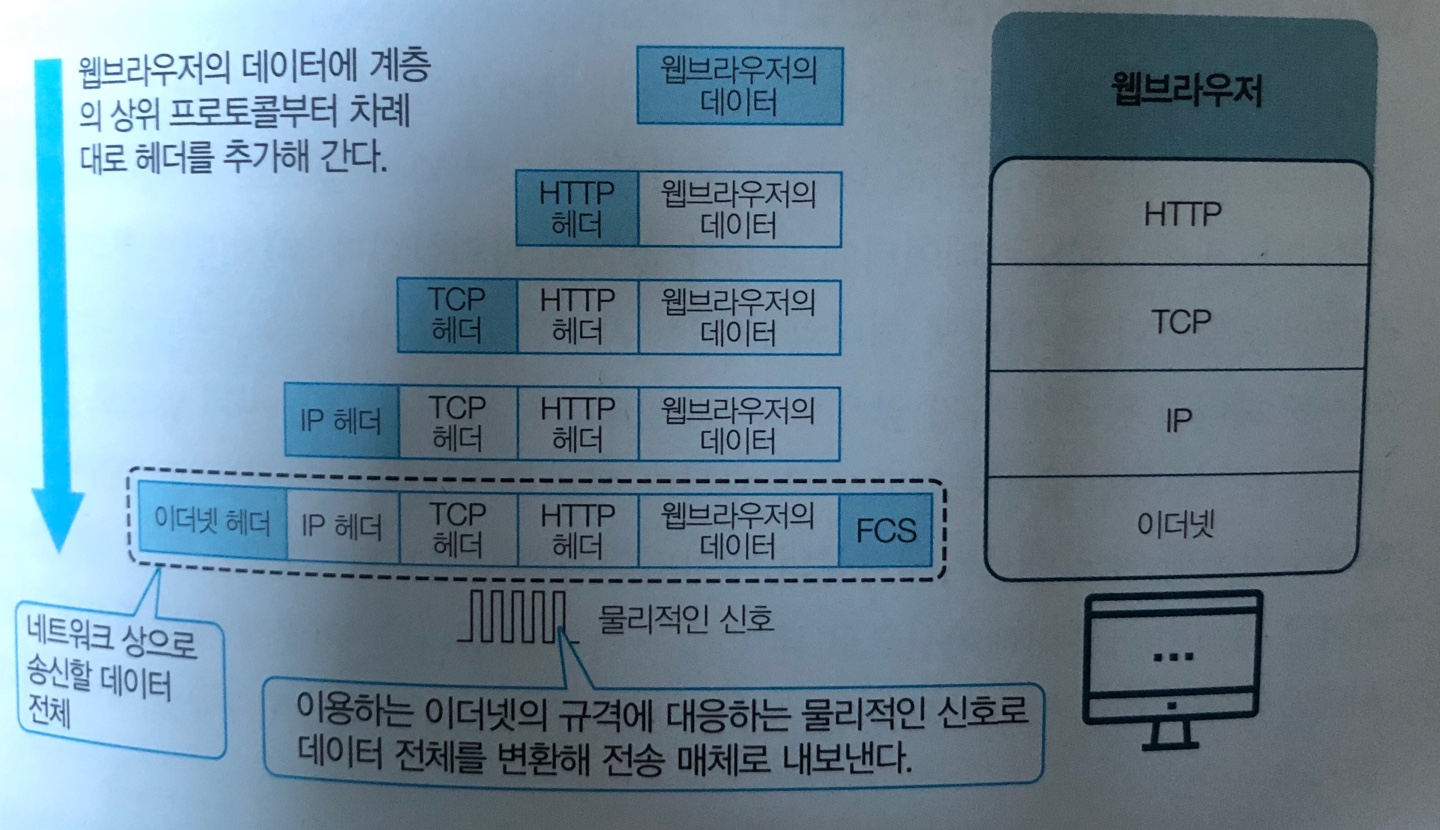 웹브라우저의 데이터에 계층
의 상위 프로토콜부터 차례
대로 헤더를 추가해 간다.
웹브라우저의
데이터
HTTP
헤더
웹브라우저의
데이터
TCP
헤더
HTTP
헤더
웹브라우저의
데이터
IP 헤더
TCP
헤더
HTTP
헤더
웹브라우저의
데이터
이더넷 헤더
IP 헤더
TCP
헤더
HTTP
헤더
웹브라우저의
데이터
FCS
네트워크 상으로
송신할 데이터
전체
물리적인 신호
이용하는 이더넷의 규격에 대응하는 물리적인 신호로
데이터 전체를 변환해 전송 매체로 내보낸다.
웹브라우저
HTTP
TCP
IP
이더넷